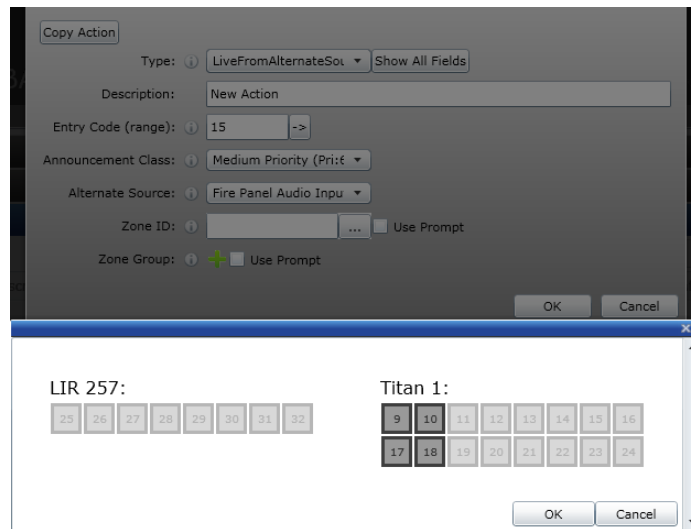 Copy Action
Type: LiveFromAlternateSou Show All Fields
Description: New Action
Entry Code (range): 15 ->
Announcement Class: Medium Priority (Pri:6
Alternate Source: Fire Panel Audio Inpu
Zone ID: ... Use Prompt
Zone Group: Use Prompt
OK Cancel
LIR 257: Titan 1:
25 26 27 28 29 30 31 32 9 10 11 12 13 14 15 16
17 18 19 20 21 22 23 24
OK Cancel